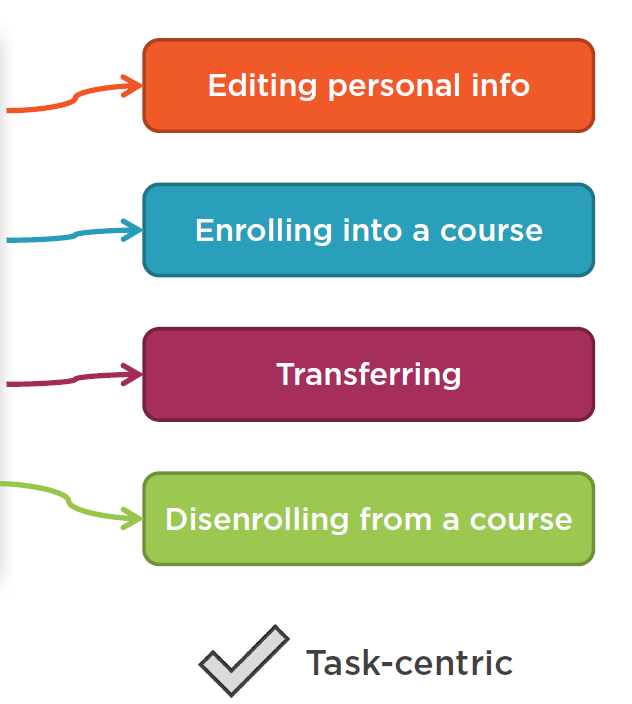 Editing personal info
Enrolling into a course
Transferring
Disenrolling from a course
Task-centric